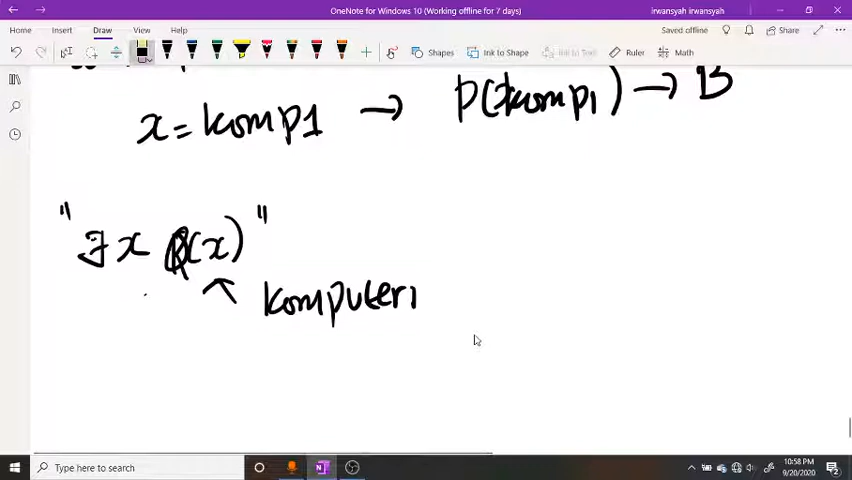 OneNote for Windows 10 (Working offline for 7 days)
irwansyah irwansyah
Home Insert Draw View Help
Saved offline Share
Shapes Ink to Shape Ink to Text Ruler Math
x = komp1 → p(komp1) → B
"∃x Q(x)"
↖ komputer1
Type here to search
10:58 PM
9/20/2020
2